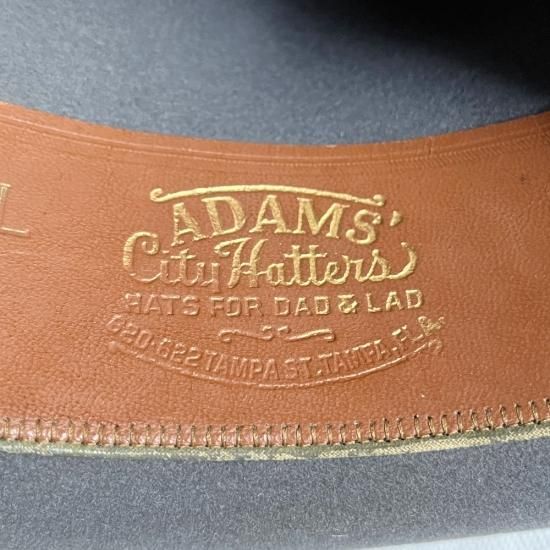 L
ADAMS'
City Hatters
HATS FOR DAD & LAD
620-622 TAMPA ST. TAMPA, FLA.